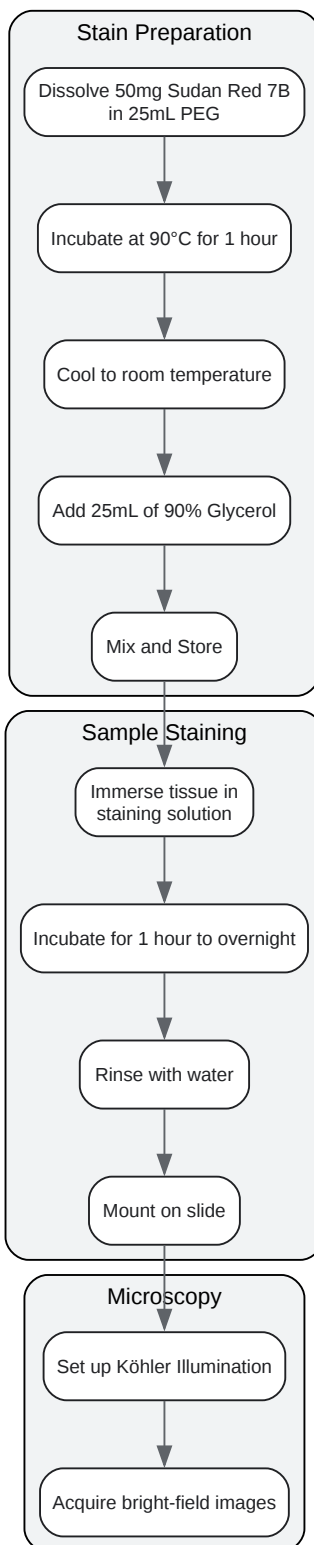 Stain Preparation
Dissolve 50mg Sudan Red 7B
in 25mL PEG
Incubate at 90°C for 1 hour
Cool to room temperature
Add 25mL of 90% Glycerol
Mix and Store
Sample Staining
Immerse tissue in
staining solution
Incubate for 1 hour to overnight
Rinse with water
Mount on slide
Microscopy
Set up Köhler Illumination
Acquire bright-field images